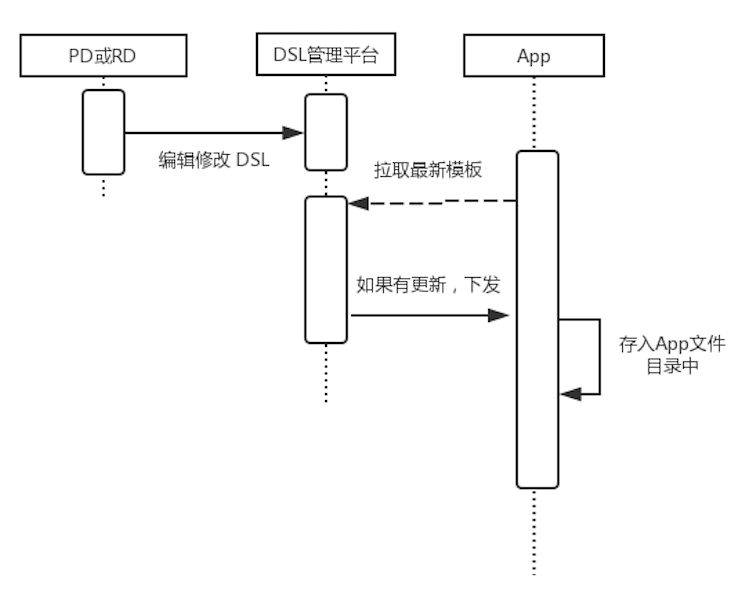 PD或RD
DSL管理平台
App
编辑修改 DSL
拉取最新模板
如果有更新，下发
存入App文件
目录中